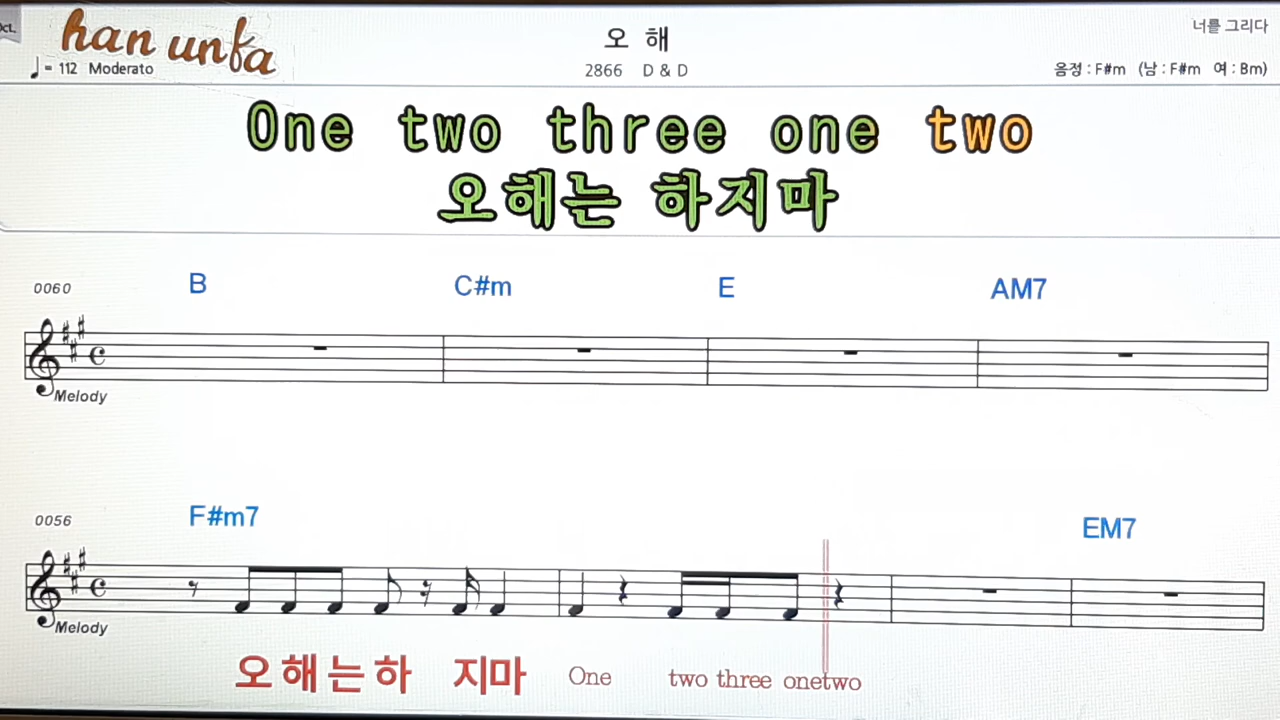 han unfa
오 해
너를 그리다
♩= 112 Moderato
2866 D & D
음정 : F#m (남 : F#m 여 : Bm)
One two three one two
오해는 하지마
0060
B C#m E AM7
Melody
0056
F#m7 EM7
Melody
오 해 는 하 지마 One two three onetwo